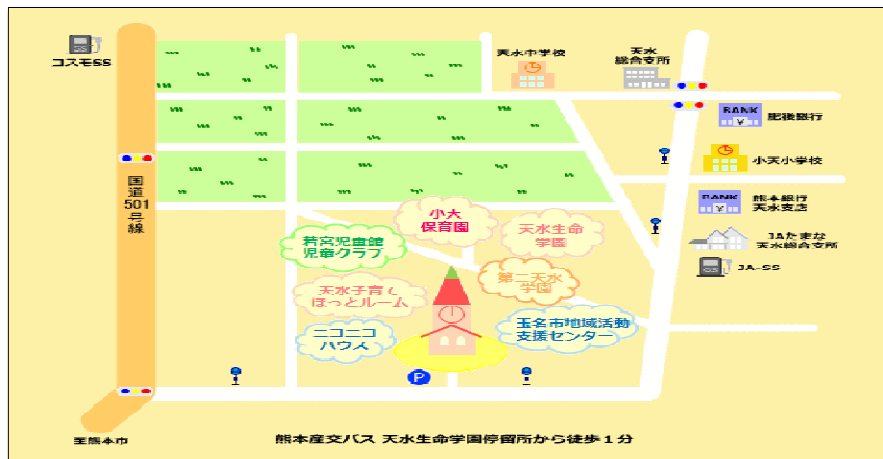 コスモSS
天水中学校
天水
総合支所
BANK
¥
肥後銀行
小天小学校
BANK
¥
熊本銀行
天水支店
JAたまな
天水総合支所
JA-SS
国道
501
号線
小天
保育園
若宮児童館
児童クラブ
天水生命
学園
天水子育て
ほっとルーム
第二天水
学園
ニコニコ
ハウス
玉名市地域活動
支援センター
P
至熊本市
熊本産交バス 天水生命学園停留所から徒歩1分